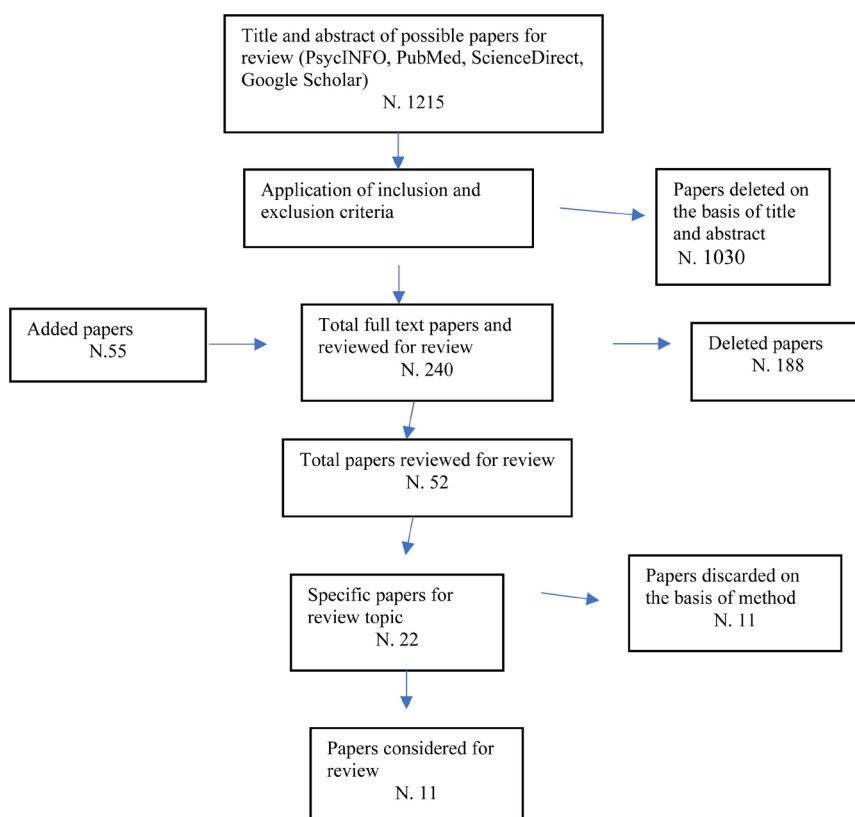 Title and abstract of possible papers for
review (PsycINFO, PubMed, ScienceDirect,
Google Scholar)
N. 1215
Application of inclusion and
exclusion criteria
Papers deleted on
the basis of title
and abstract
N. 1030
Added papers
N.55
Total full text papers and
reviewed for review
N. 240
Deleted papers
N. 188
Total papers reviewed for review
N. 52
Specific papers for
review topic
N. 22
Papers discarded on
the basis of method
N. 11
Papers considered for
review
N. 11